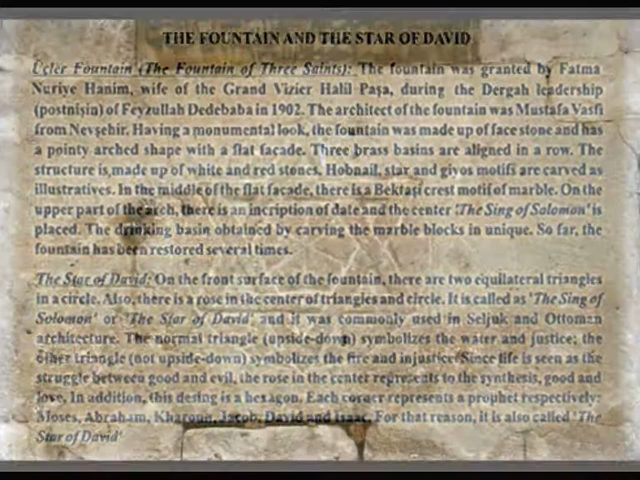 THE FOUNTAIN AND THE STAR OF DAVID
Üçler Fountain (The Fountain of Three Saints): The fountain was granted by Fatma
Nuriye Hanim, wife of the Grand Vizier Halil Paşa, during the Dergah leadership
(postnişin) of Feyzullah Dedebaba in 1902. The architect of the fountain was Mustafa Vasfi
from Nevşehir. Having a monumental look, the fountain was made up of face stone and has
a pointy arched shape with a flat façade. Three brass basins are aligned in a row. The
structure is made up of white and red stones. Hobnail, star and giyos motifs are carved as
illustratives. In the middle of the flat façade, there is a Bektaşi crest motif of marble. On the
upper part of the arch, there is an incription of date and the center 'The Sing of Solomon' is
placed. The drinking basin obtained by carving the marble blocks in unique. So far, the
fountain has been restored several times.
The Star of David: On the front surface of the fountain, there are two equilateral triangles
in a circle. Also, there is a rose in the center of triangles and circle. It is called as 'The Sing of
Solomon' or 'The Star of David' and it was commonly used in Seljuk and Ottoman
architecture. The normal triangle (upside-down) symbolizes the water and justice; the
other triangle (not upside-down) symbolizes the fire and injustice. Since life is seen as the
struggle between good and evil, the rose in the center represents to the synthesis, good and
love. In addition, this desing is a hexagon. Each corner represents a prophet respectively:
Moses, Abraham, Kharoun, Jacob, David and Isaac. For that reason, it is also called 'The
Star of David'